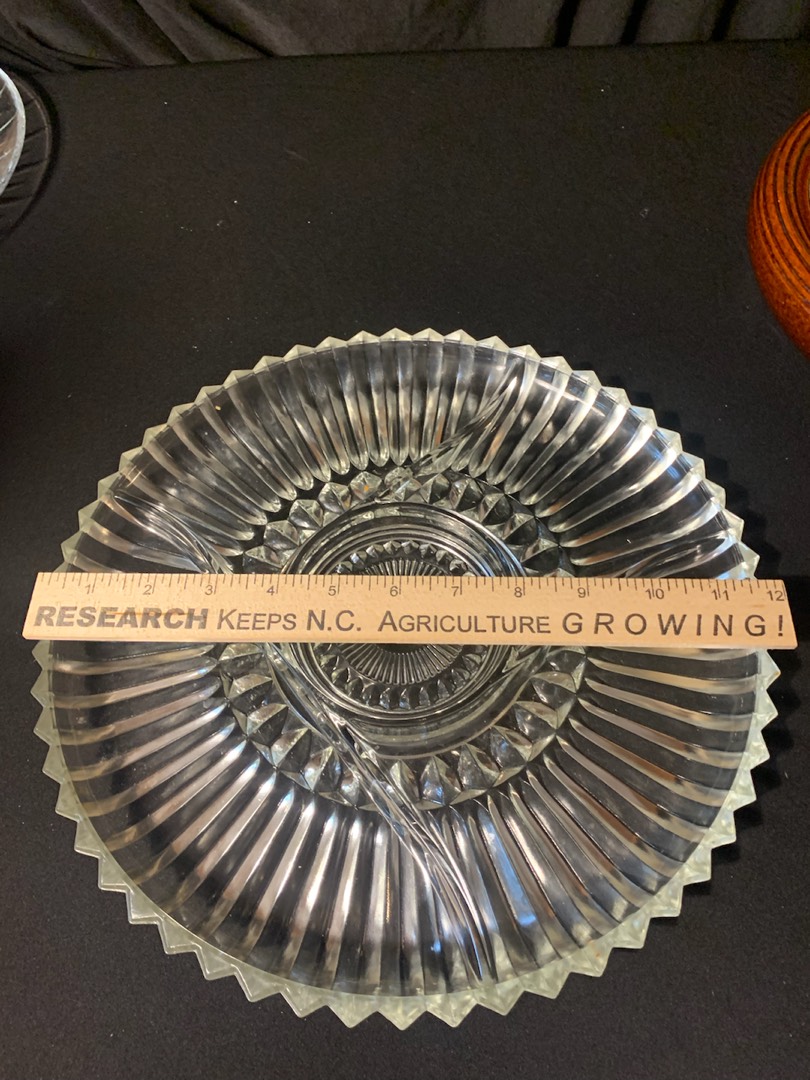 1 2 3 4 5 6 7 8 9 10 11 12
RESEARCH KEEPS N.C. AGRICULTURE GROWING!